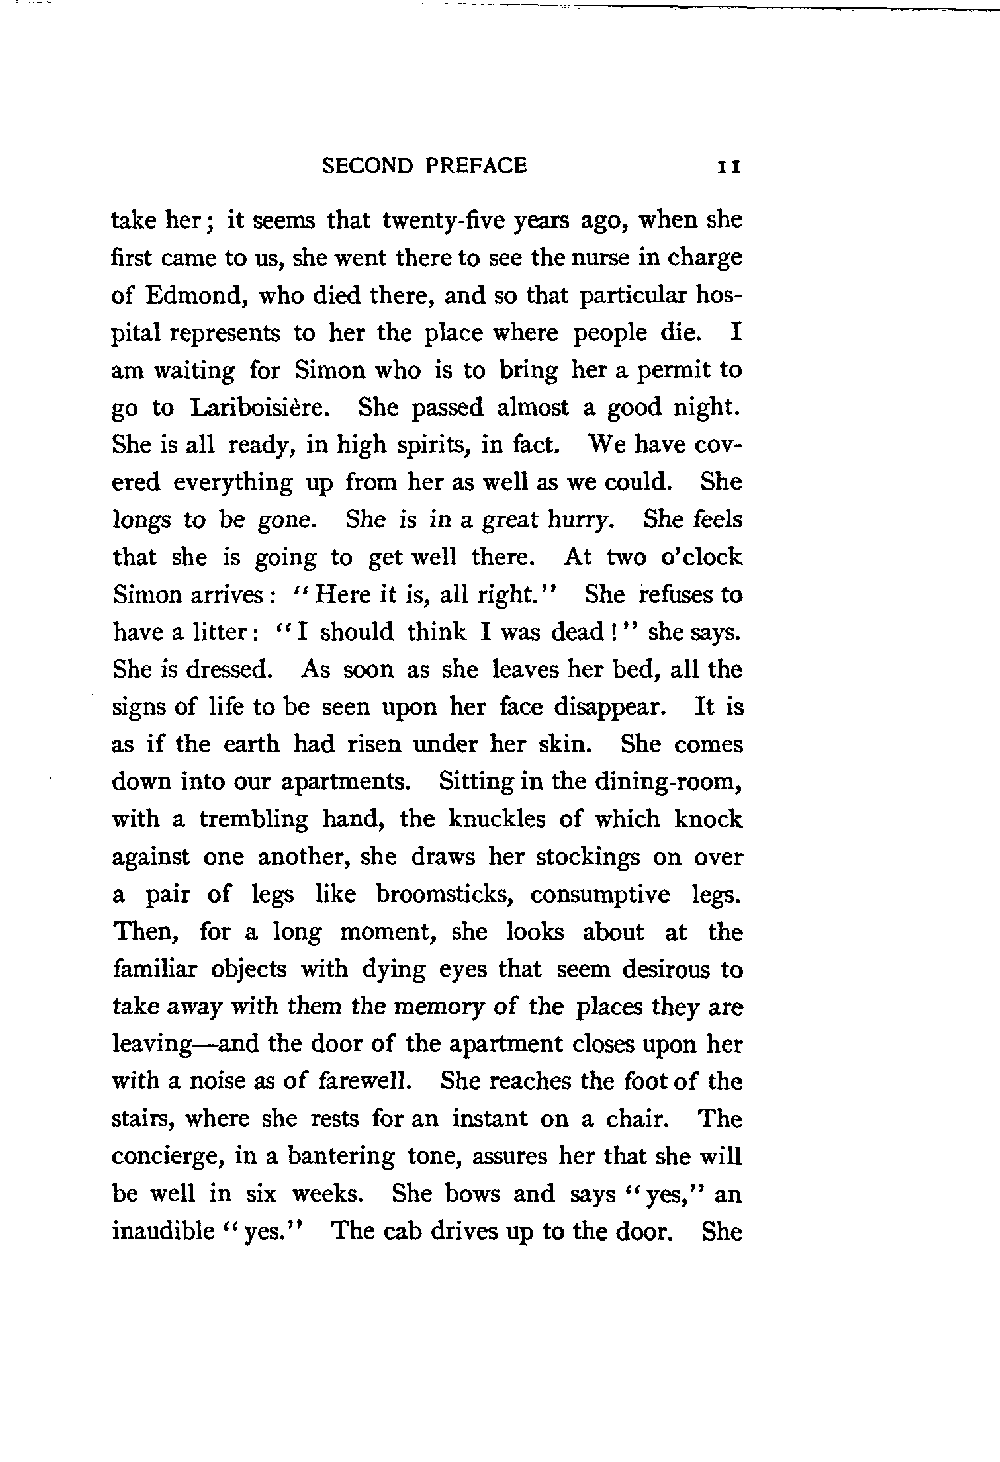 SECOND PREFACE 11
take her; it seems that twenty-five years ago, when she
first came to us, she went there to see the nurse in charge
of Edmond, who died there, and so that particular hos-
pital represents to her the place where people die. I
am waiting for Simon who is to bring her a permit to
go to Lariboisière. She passed almost a good night.
She is all ready, in high spirits, in fact. We have cov-
ered everything up from her as well as we could. She
longs to be gone. She is in a great hurry. She feels
that she is going to get well there. At two o'clock
Simon arrives: "Here it is, all right." She refuses to
have a litter: "I should think I was dead!" she says.
She is dressed. As soon as she leaves her bed, all the
signs of life to be seen upon her face disappear. It is
as if the earth had risen under her skin. She comes
down into our apartments. Sitting in the dining-room,
with a trembling hand, the knuckles of which knock
against one another, she draws her stockings on over
a pair of legs like broomsticks, consumptive legs.
Then, for a long moment, she looks about at the
familiar objects with dying eyes that seem desirous to
take away with them the memory of the places they are
leaving—and the door of the apartment closes upon her
with a noise as of farewell. She reaches the foot of the
stairs, where she rests for an instant on a chair. The
concierge, in a bantering tone, assures her that she will
be well in six weeks. She bows and says "yes," an
inaudible "yes." The cab drives up to the door. She